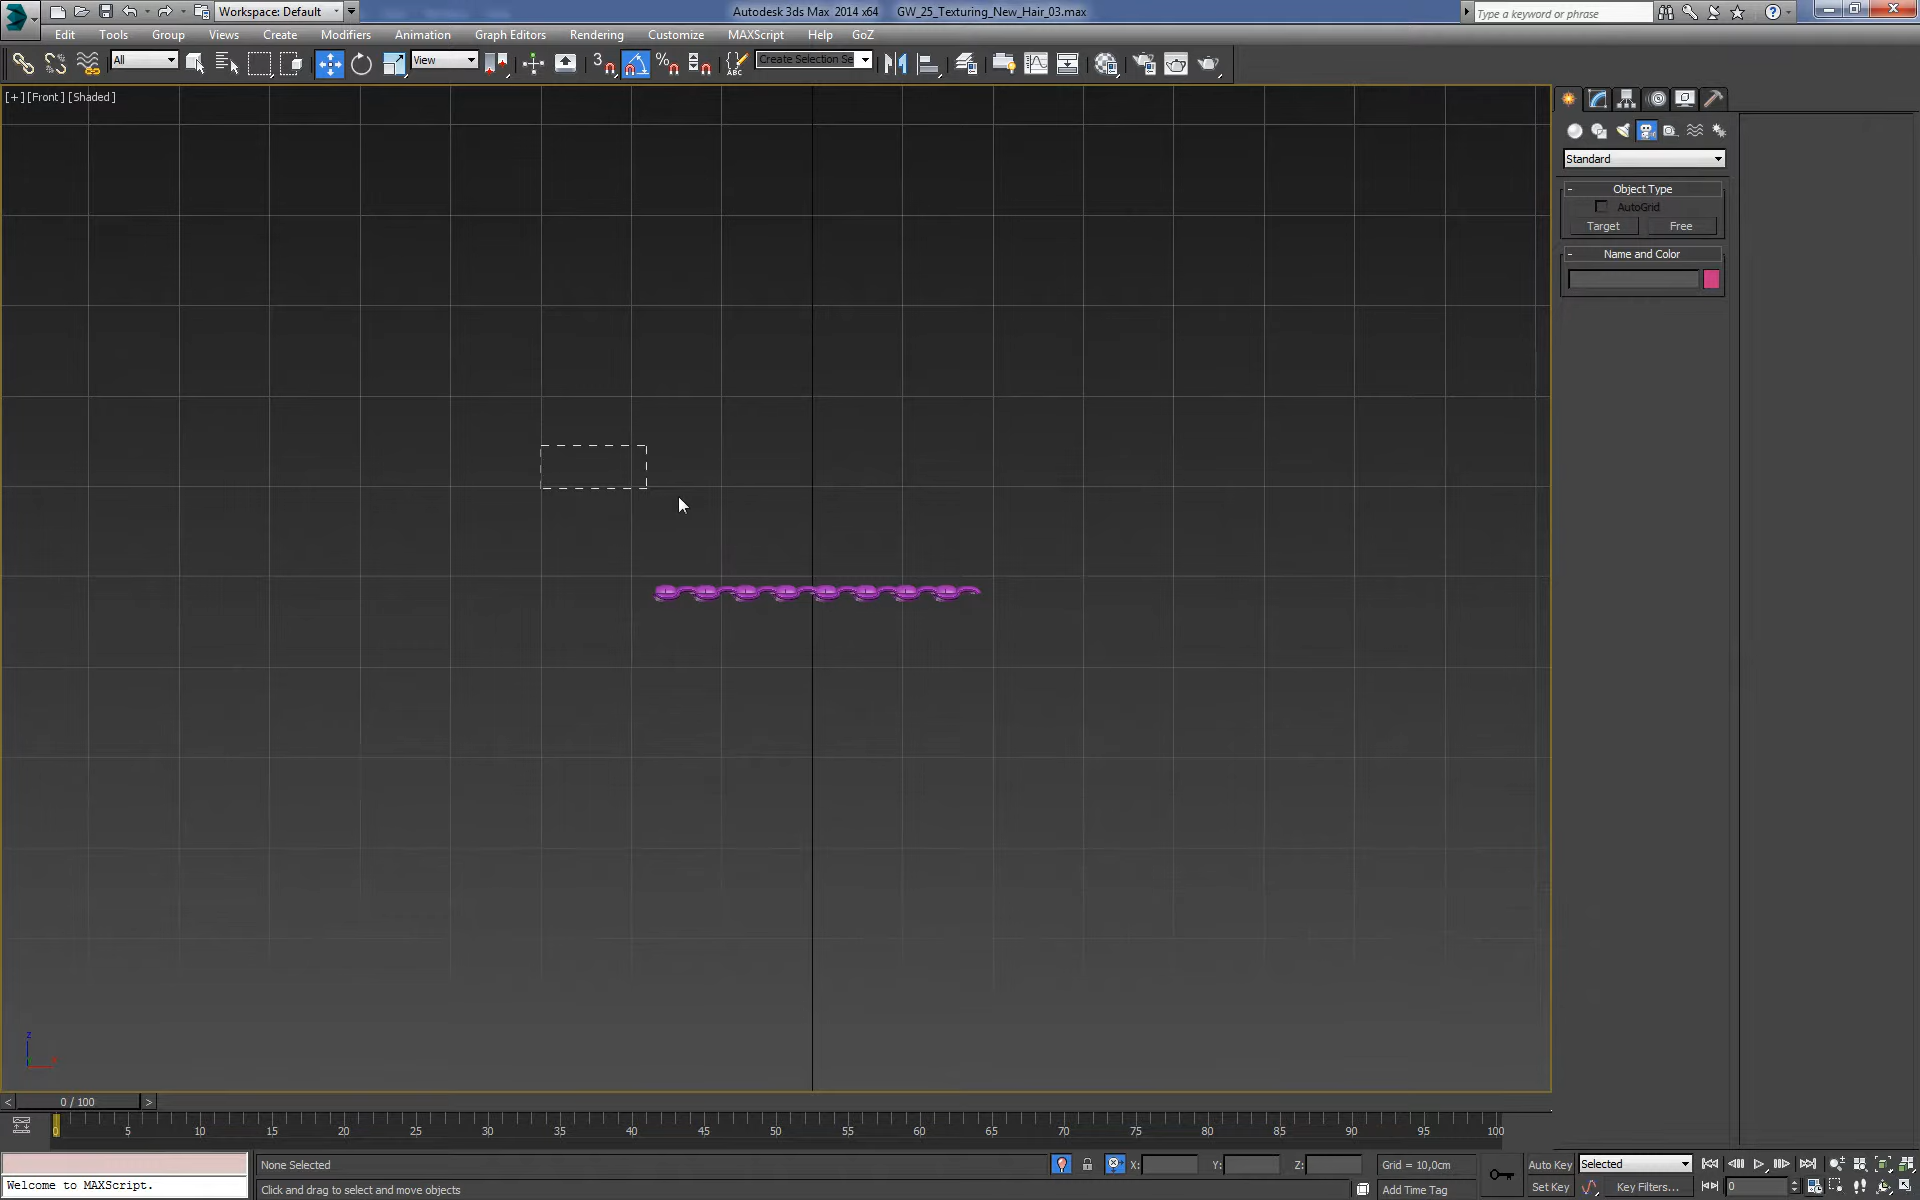 Workspace: Default
Autodesk 3ds Max 2014 x64 GW_25_Texturing_New_Hair_03.max
Type a keyword or phrase
Edit Tools Group Views Create Modifiers Animation Graph Editors Rendering Customize MAXScript Help GoZ
All
View
3
%
ABC
Create Selection Se
[+] [Front] [Shaded]
Standard
- Object Type
AutoGrid
Target Free
- Name and Color
z
< 0 / 100 >
0 5 10 15 20 25 30 35 40 45 50 55 60 65 70 75 80 85 90 95 100
None Selected
X: Y: Z: Grid = 10,0cm
Auto Key Selected
Welcome to MAXScript.
Click and drag to select and move objects
Add Time Tag
Set Key Key Filters... 0